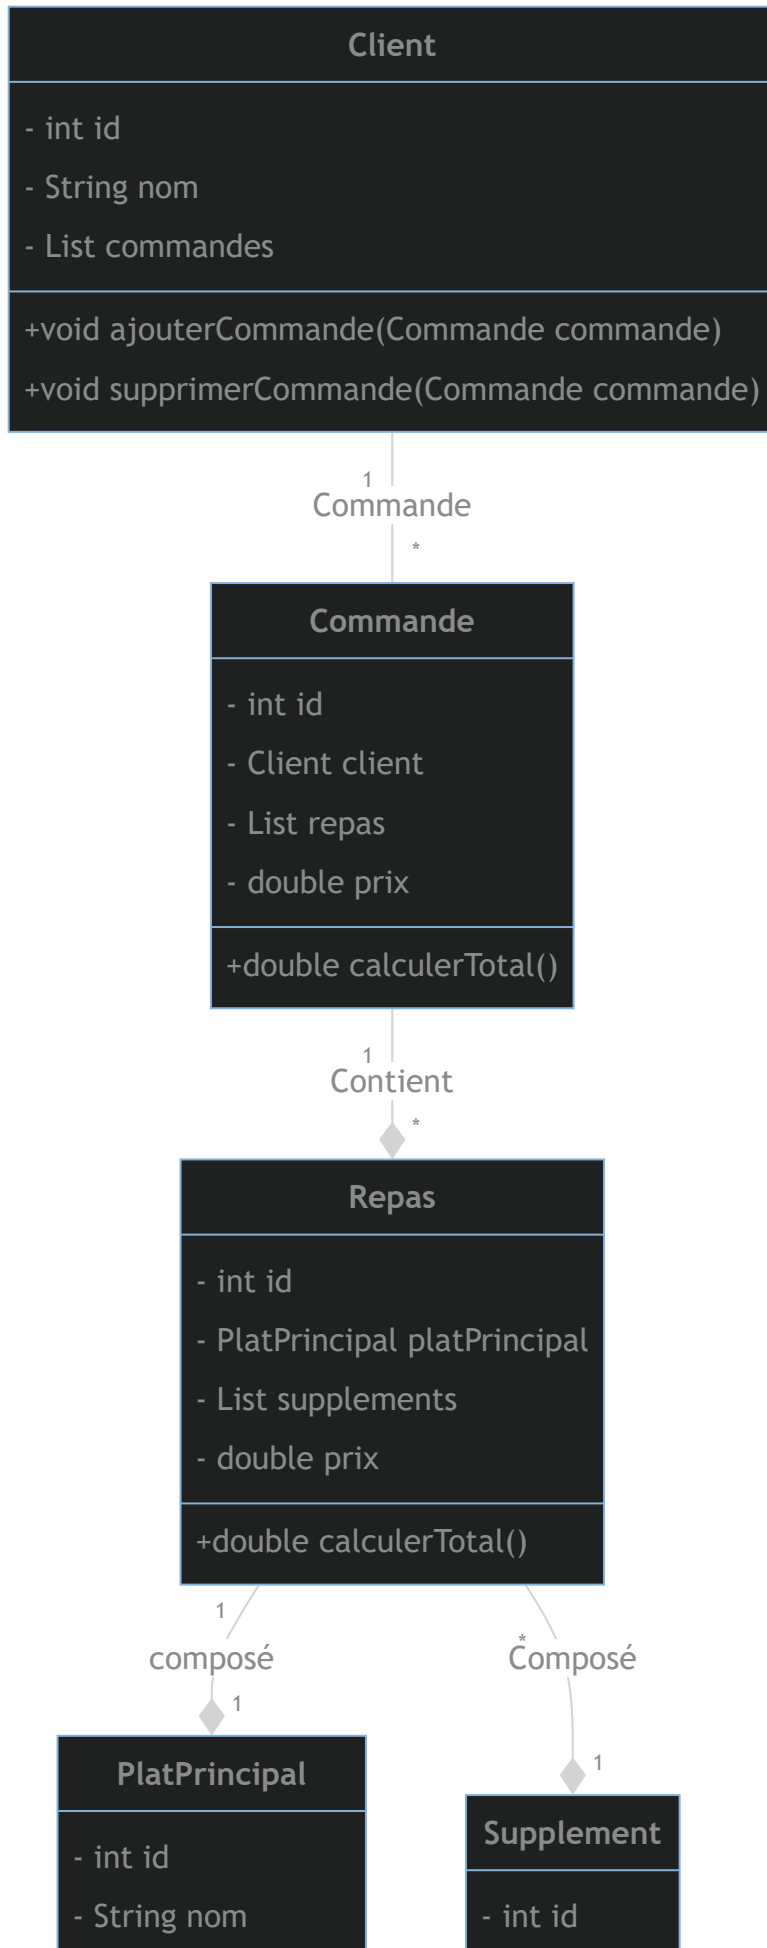 Client
- int id
- String nom
- List commandes
+void ajouterCommande(Commande commande)
+void supprimerCommande(Commande commande)
1
Commande
*
Commande
- int id
- Client client
- List repas
- double prix
+double calculerTotal()
1
Contient
*
Repas
- int id
- PlatPrincipal platPrincipal
- List supplements
- double prix
+double calculerTotal()
1
composé
1
*
Composé
1
PlatPrincipal
- int id
- String nom
Supplement
- int id